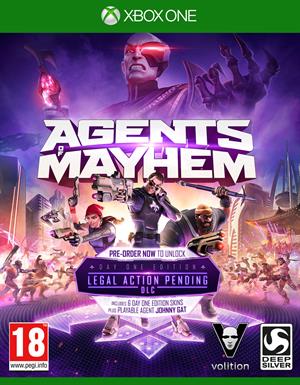 XBOX ONE
AGENTS
OF
MAYHEM
PRE-ORDER NOW TO UNLOCK
DAY ONE EDITION
LEGAL ACTION PENDING
DLC
INCLUDES 6 DAY ONE EDITION SKINS
PLUS PLAYABLE AGENT JOHNNY GAT
18
www.pegi.info
volition
DEEP
SILVER